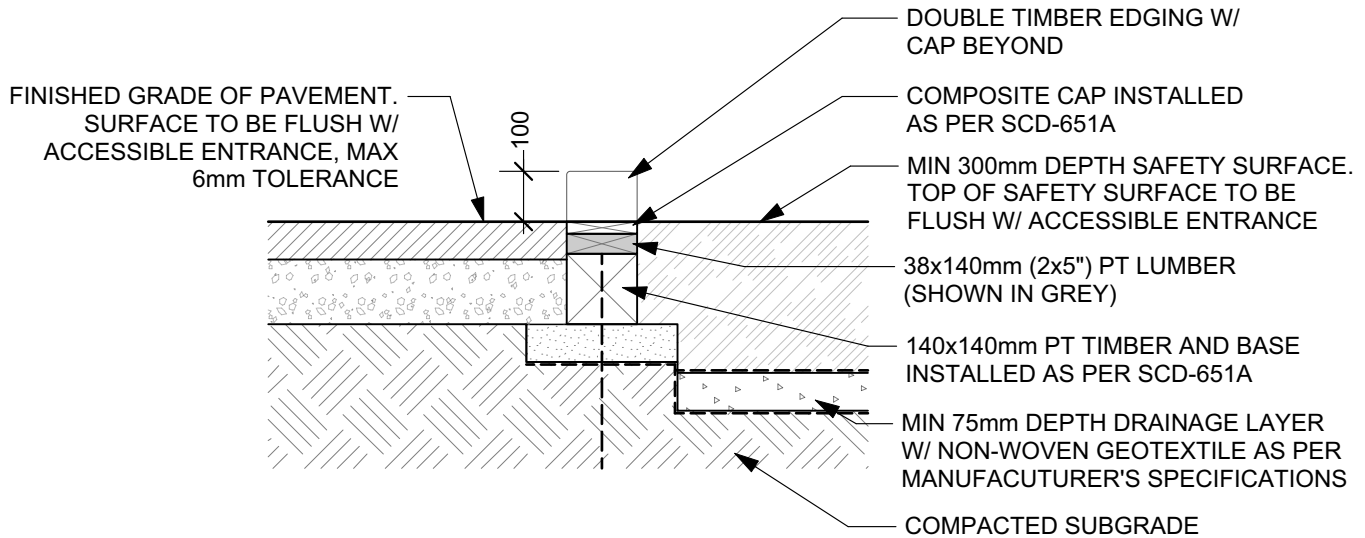 FINISHED GRADE OF PAVEMENT.
SURFACE TO BE FLUSH W/
ACCESSIBLE ENTRANCE, MAX
6mm TOLERANCE
100
DOUBLE TIMBER EDGING W/
CAP BEYOND
COMPOSITE CAP INSTALLED
AS PER SCD-651A
MIN 300mm DEPTH SAFETY SURFACE.
TOP OF SAFETY SURFACE TO BE
FLUSH W/ ACCESSIBLE ENTRANCE
38x140mm (2x5") PT LUMBER
(SHOWN IN GREY)
140x140mm PT TIMBER AND BASE
INSTALLED AS PER SCD-651A
MIN 75mm DEPTH DRAINAGE LAYER
W/ NON-WOVEN GEOTEXTILE AS PER
MANUFACUTURER'S SPECIFICATIONS
COMPACTED SUBGRADE